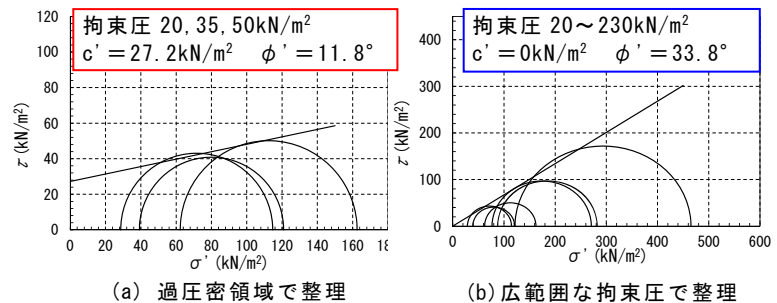 拘束圧 20,35,50kN/m²
c'=27.2kN/m² φ'=11.8°
120
100
80
60
40
20
0
τ (kN/m²)
0 20 40 60 80 100 120 140 160 18
σ' (kN/m²)
(a) 過圧密領域で整理
拘束圧 20～230kN/m²
c'=0kN/m² φ'=33.8°
400
300
200
100
0
τ (kN/m²)
0 100 200 300 400 500 600
σ' (kN/m²)
(b)広範囲な拘束圧で整理